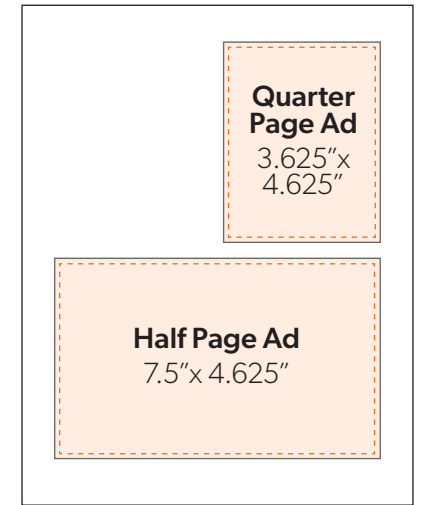 Quarter
Page Ad
3.625”x
4.625”
Half Page Ad
7.5”x 4.625”